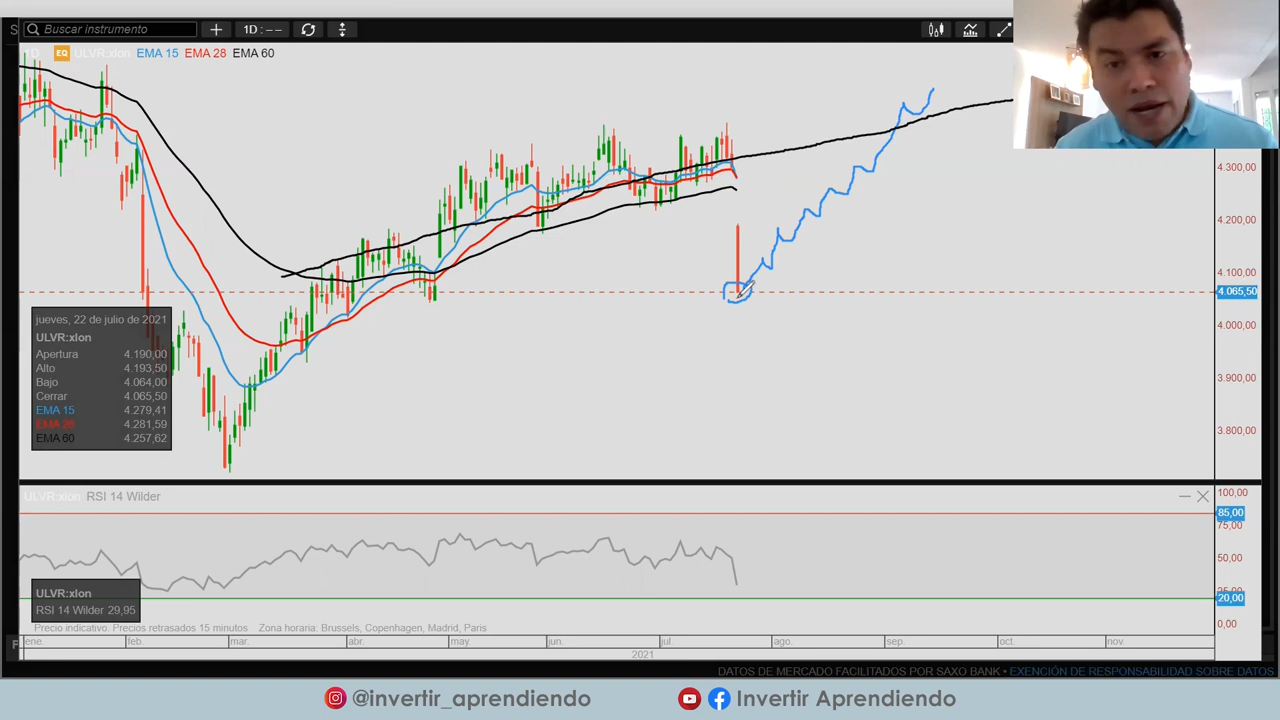 Buscar instrumento
1D : – –
1D EQ ULVR:xlon EMA 15 EMA 28 EMA 60
4.300,00
4.200,00
4.100,00
4.065,50
4.000,00
3.900,00
3.800,00
jueves, 22 de julio de 2021
ULVR:xlon
Apertura 4.190,00
Alto 4.193,50
Bajo 4.064,00
Cerrar 4.065,50
EMA 15 4.279,41
EMA 28 4.281,59
EMA 60 4.257,62
ULVR:xlon RSI 14 Wilder
100,00
85,00
75,00
50,00
20,00
0,00
ULVR:xlon
RSI 14 Wilder 29,95
Precio indicativo. Precios retrasados 15 minutos Zona horaria: Brussels, Copenhagen, Madrid, Paris
ene. feb. mar. abr. may. jun. jul ago. sep. oct. nov.
2021
DATOS DE MERCADO FACILITADOS POR SAXO BANK • EXENCIÓN DE RESPONSABILIDAD SOBRE DATOS
@invertir_aprendiendo
Invertir Aprendiendo